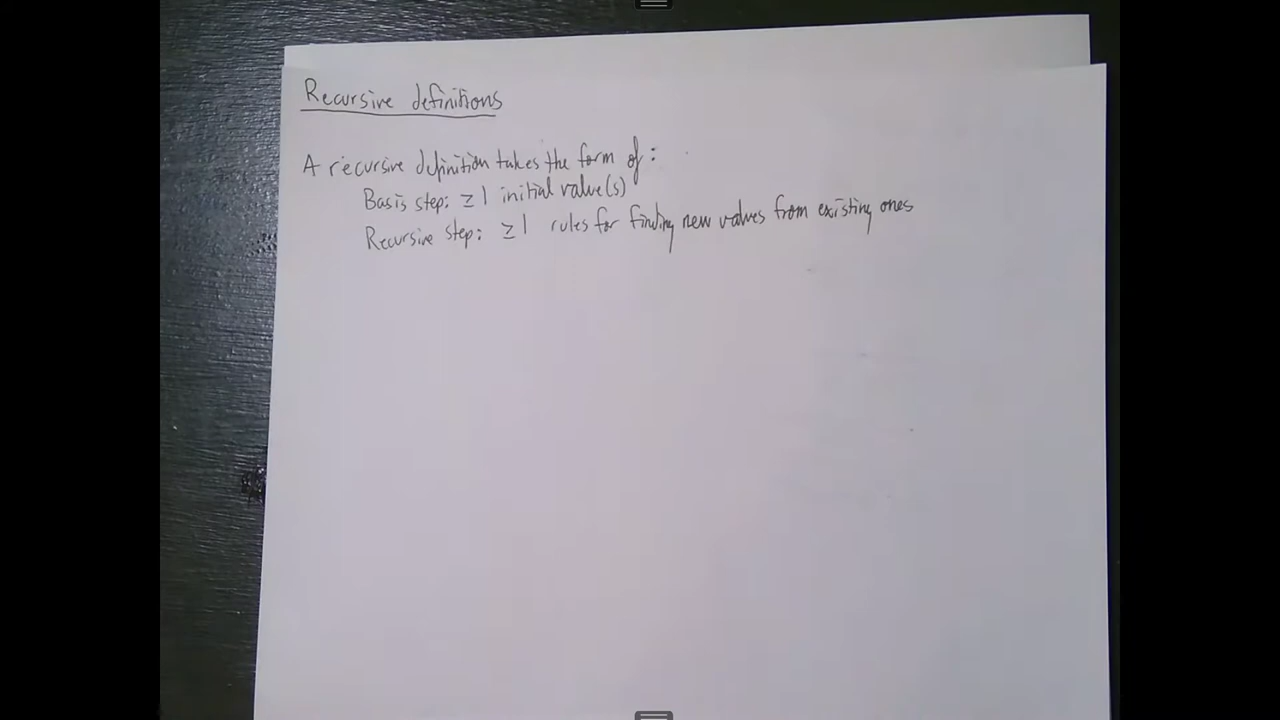 Recursive definitions
A recursive definition takes the form of:
Basis step: ≥1 initial value(s)
Recursive step: ≥1 rules for finding new values from existing ones